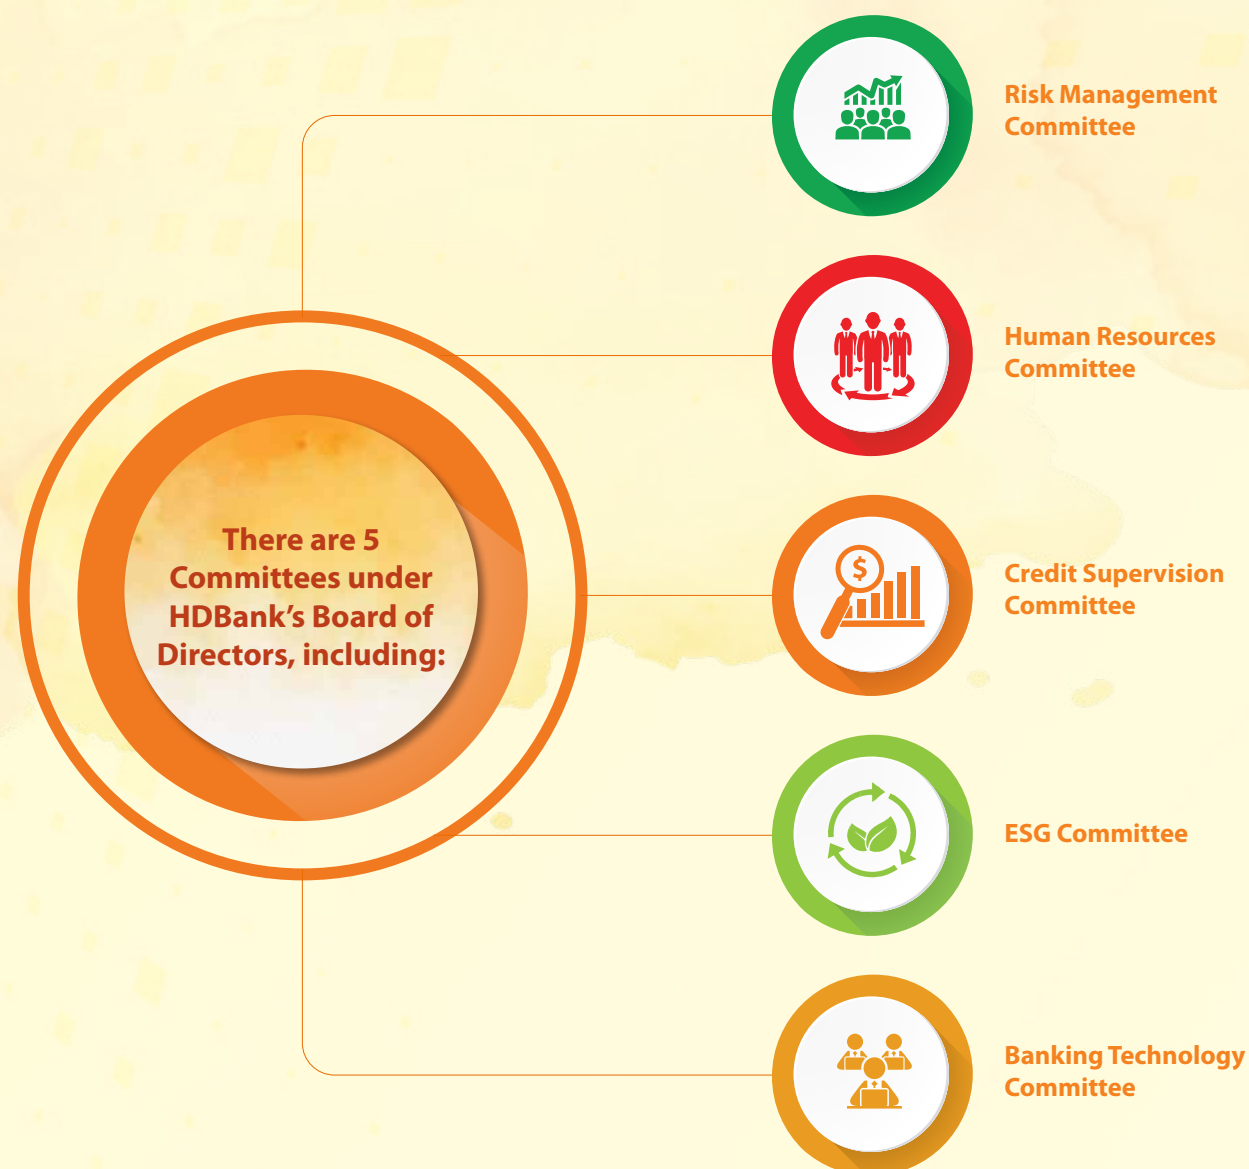 There are 5
Committees under
HDBank’s Board of
Directors, including:
Risk Management
Committee
Human Resources
Committee
$
Credit Supervision
Committee
ESG Committee
Banking Technology
Committee